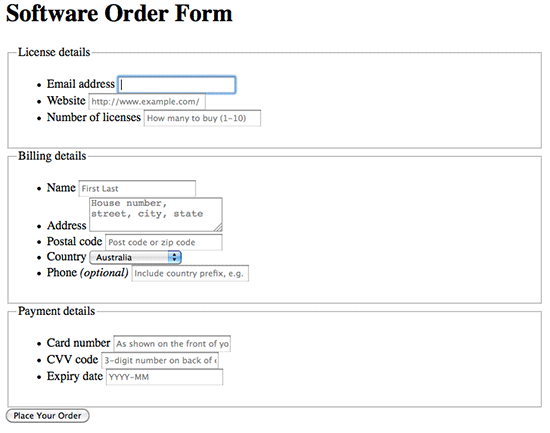 Software Order Form
License details
Email address
Website http://www.example.com/
Number of licenses How many to buy (1-10)
Billing details
Name First Last
House number,
street, city, state
Address
Postal code Post code or zip code
Country Australia
Phone (optional) Include country prefix, e.g.
Payment details
Card number As shown on the front of yo
CVV code 3-digit number on back of c
Expiry date YYYY-MM
Place Your Order